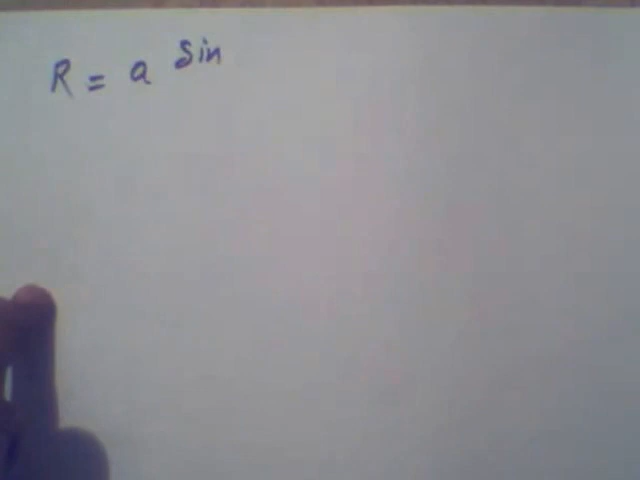 R = a sin